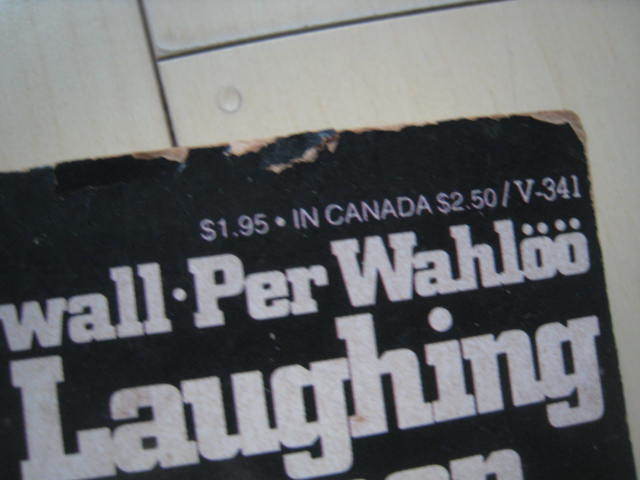 $1.95 • IN CANADA $2.50/V-341
wall·Per Wahlöö
Laughing